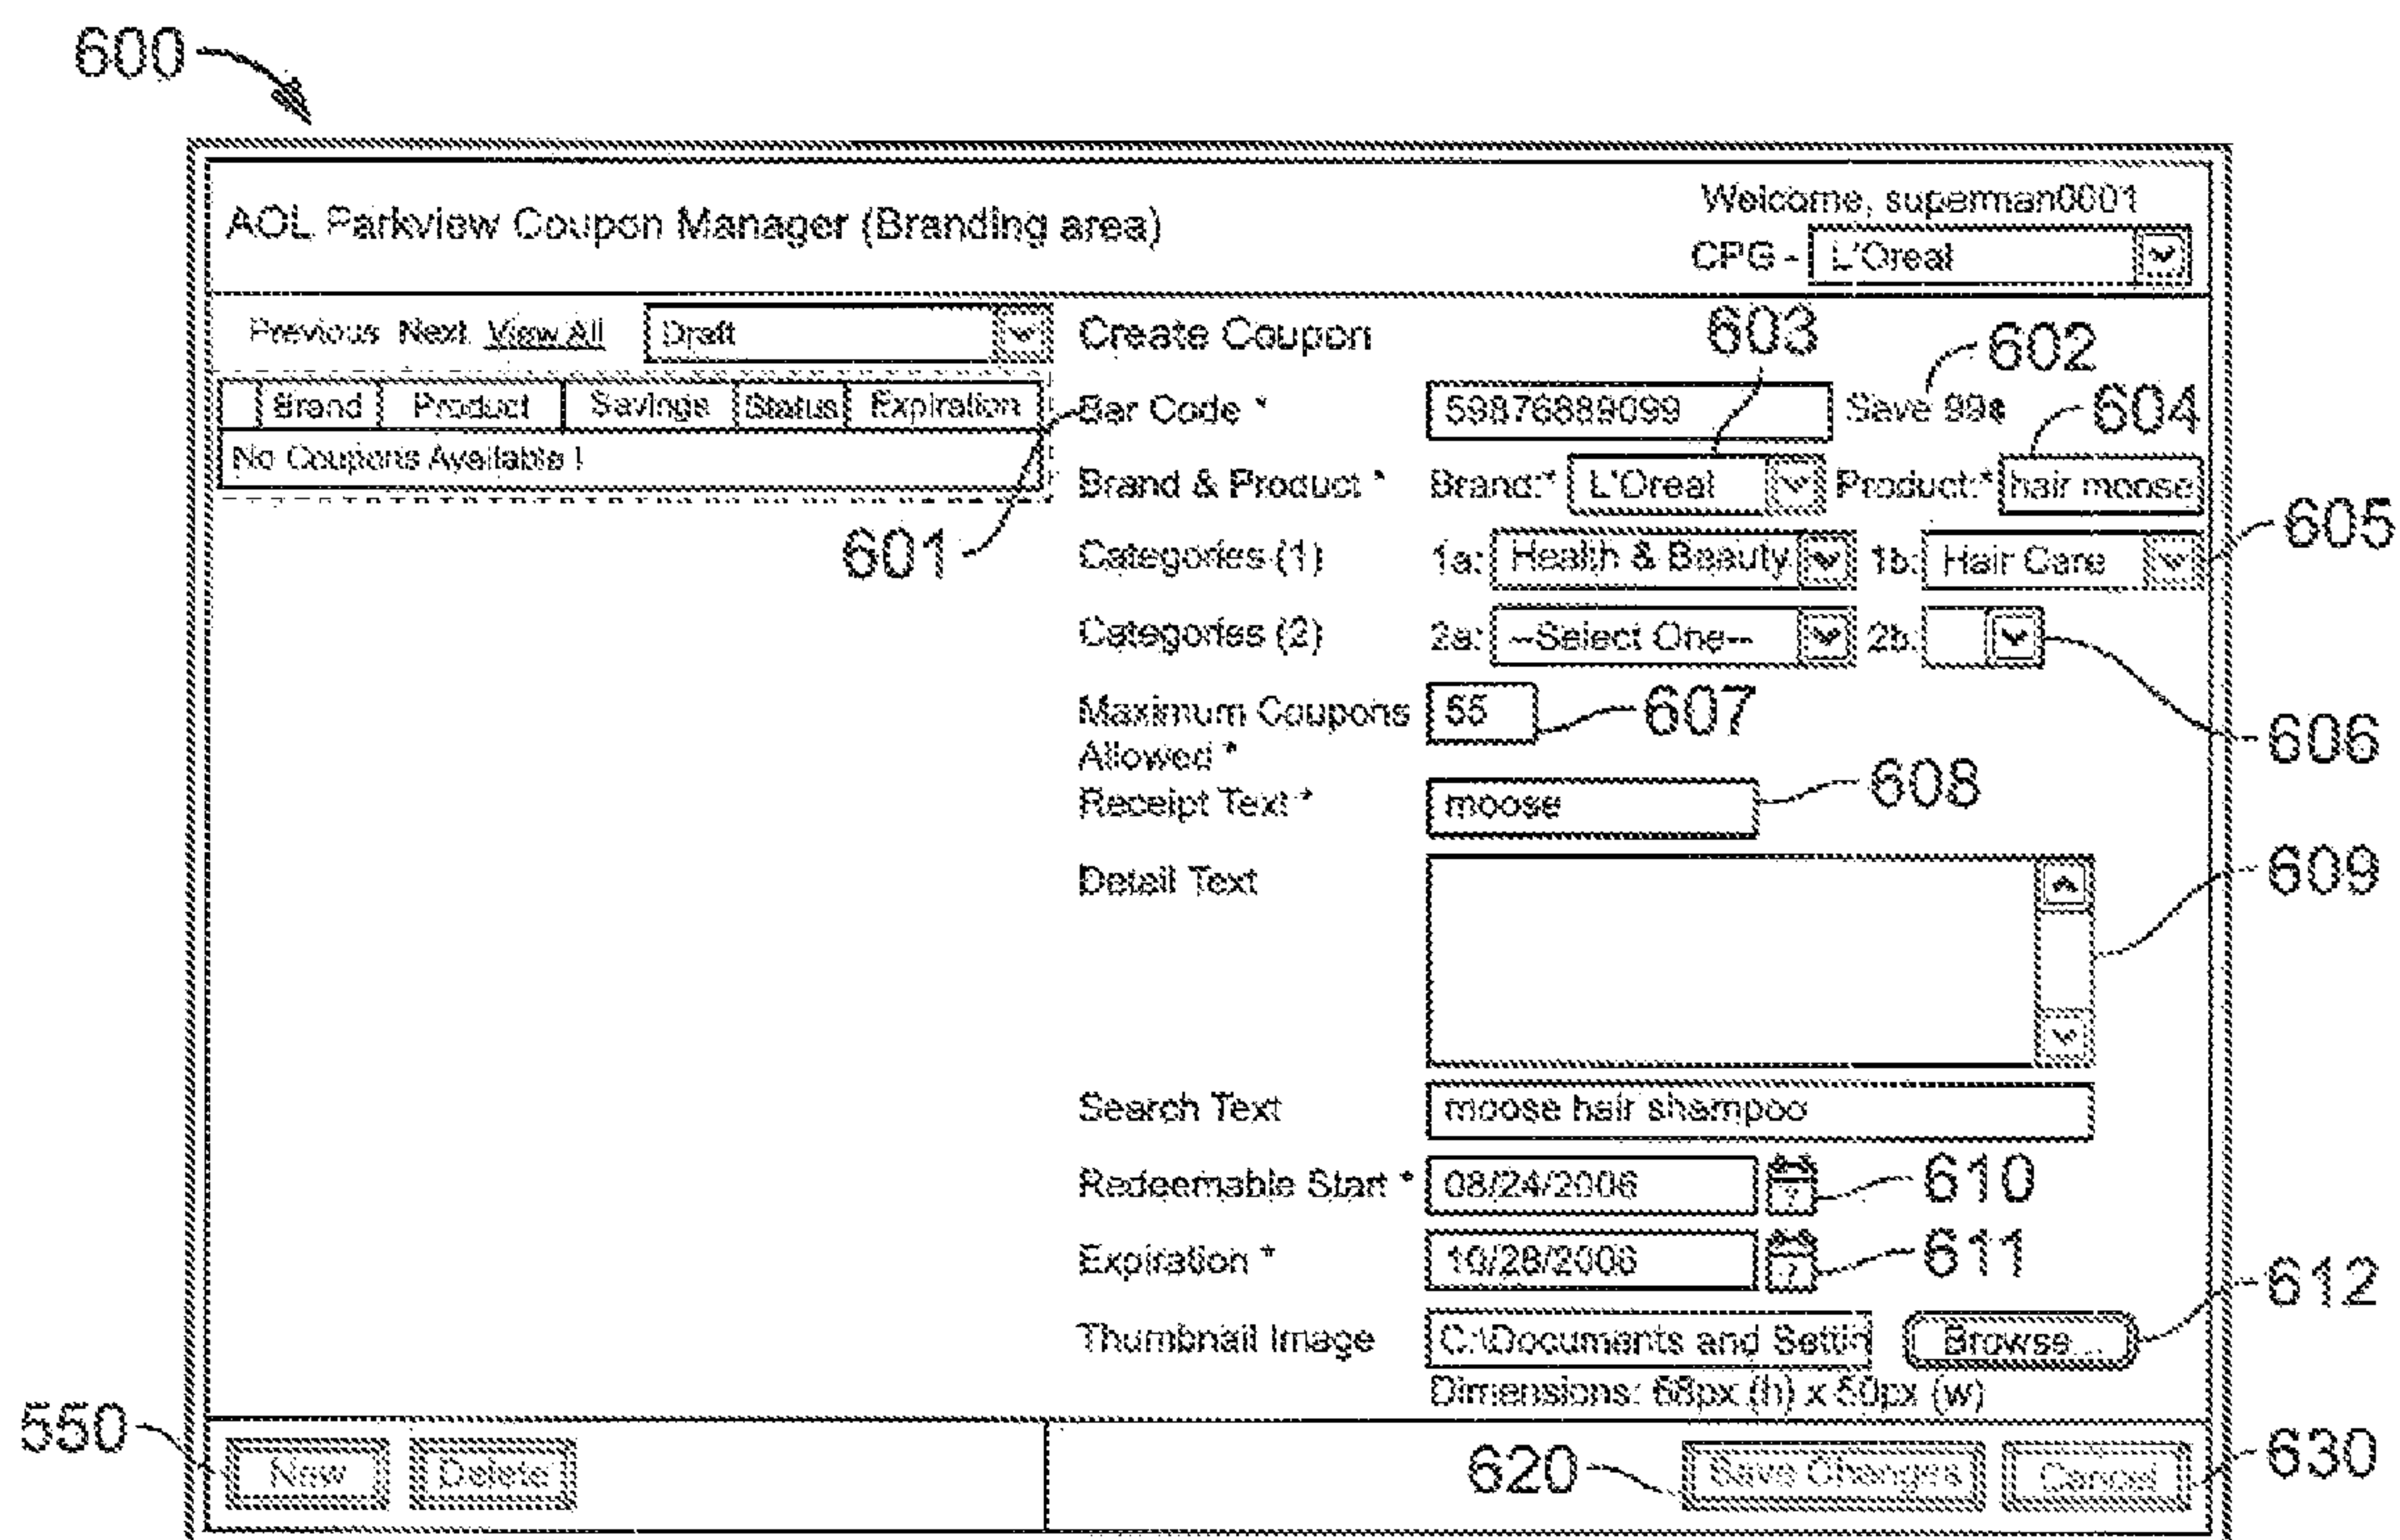 600
AOL Parkview Coupon Manager (Branding area)
Welcome, superman0001
CPG - L'Oreal
Previous Next View All Draft
Brand Product Savings Status Expiration
No Coupons Available !
Create Coupon
603
602
Bar Code * 59876889099 Save 99¢
604
601
Brand & Product * Brand:* L'Oreal Product:* hair moose
605
Categories (1) 1a: Health & Beauty 1b: Hair Care
Categories (2) 2a: --Select One-- 2b:
606
Maximum Coupons Allowed * 607
608
Receipt Text * moose
Detail Text
609
Search Text moose hair shampoo
Redeemable Start * 08/24/2006 610
Expiration * 10/28/2006 611
612
Thumbnail Image C:\Documents and Settin Browse...
Dimensions: 68px (h) x 50px (w)
550
New Delete
620
Save Changes Cancel
630